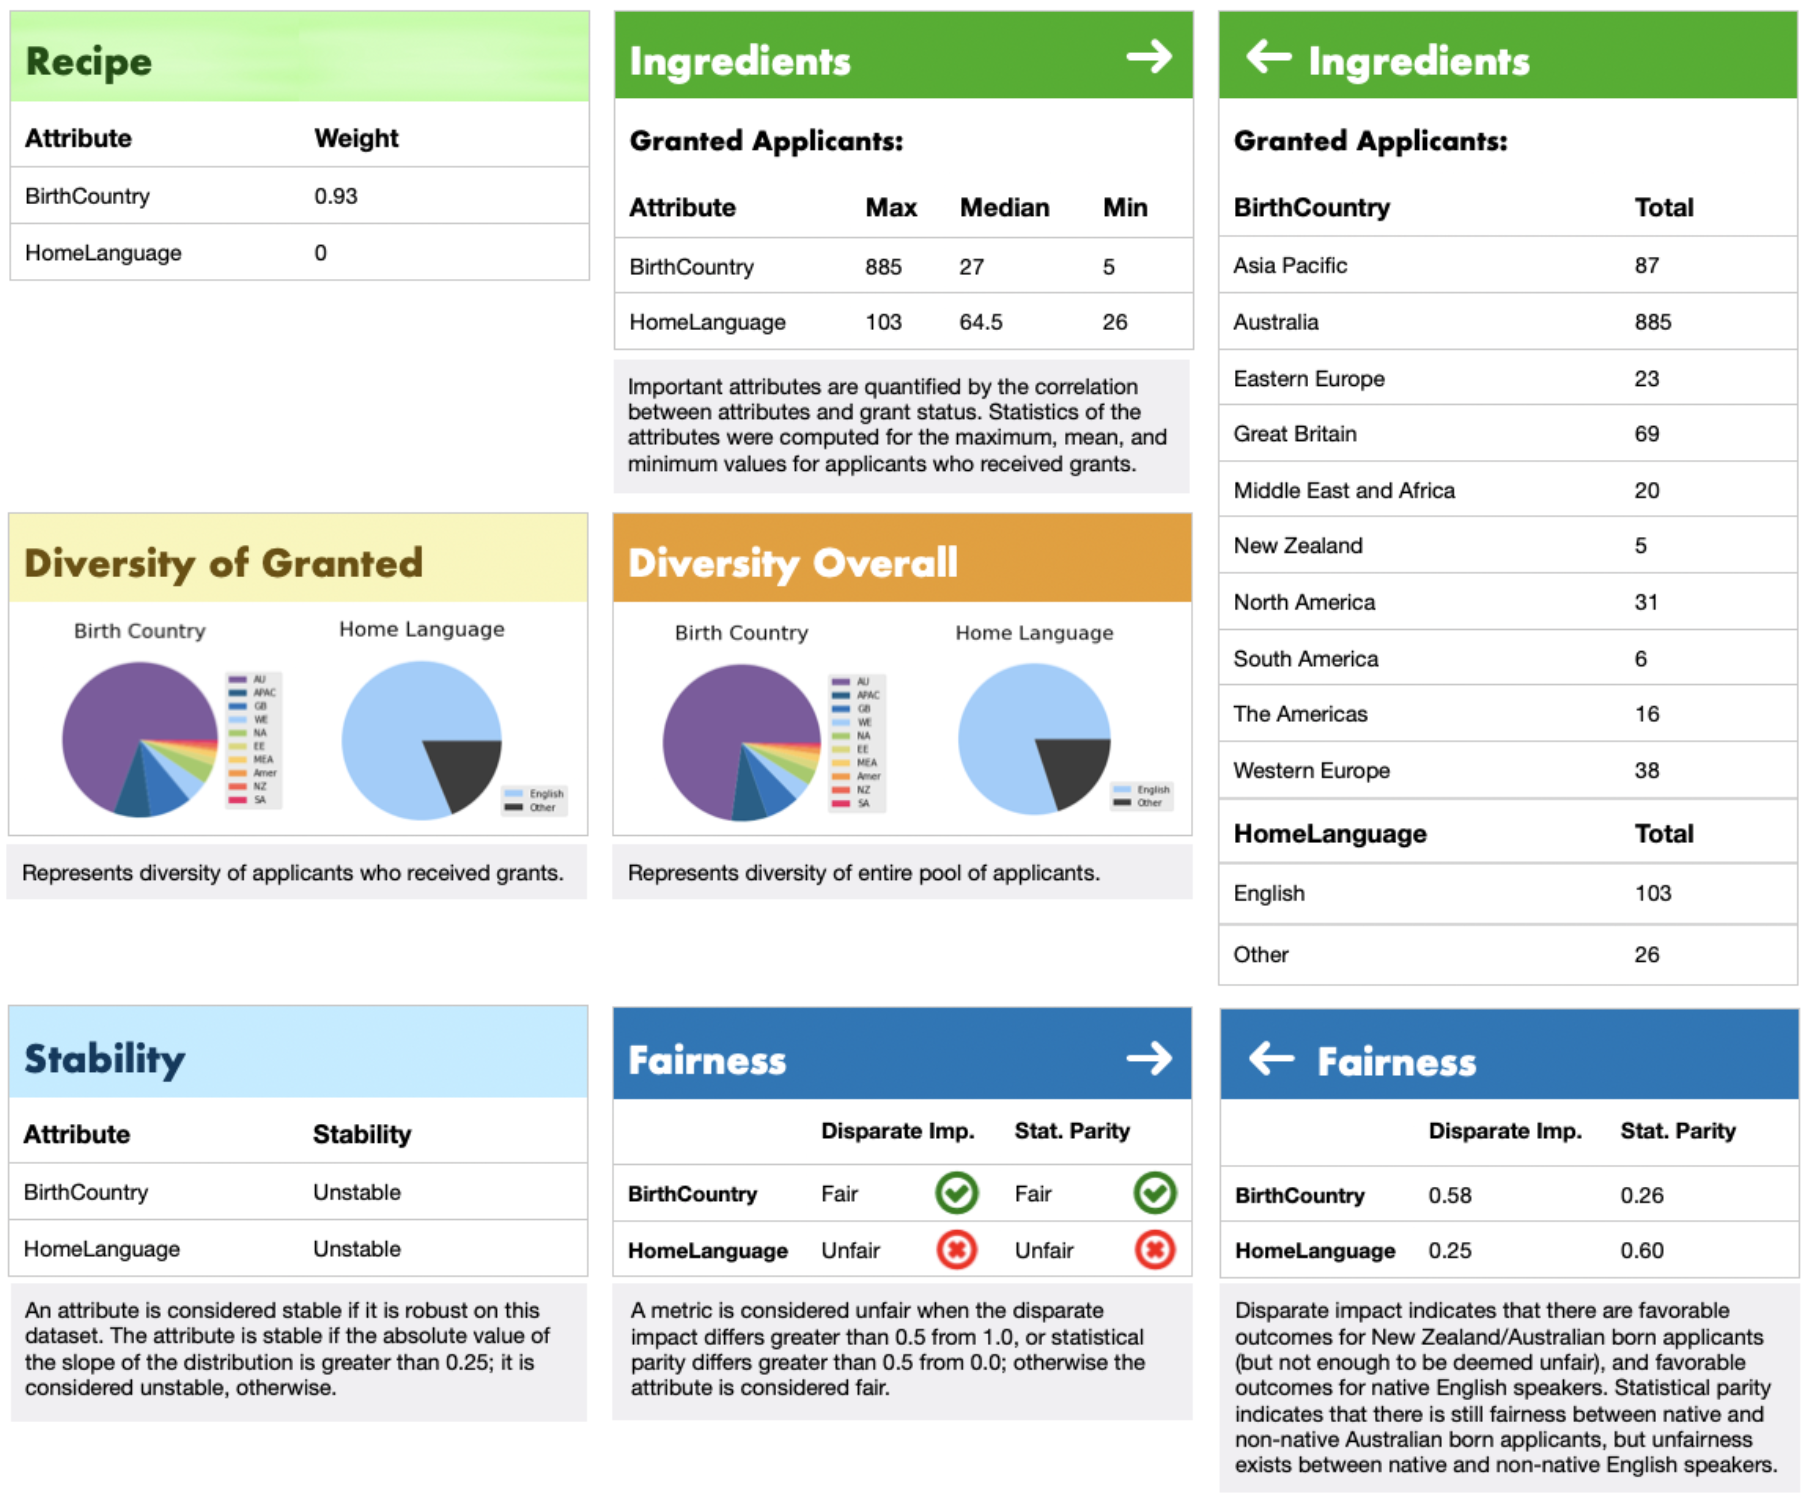 Recipe
Attribute Weight
BirthCountry 0.93
HomeLanguage 0
Ingredients →
Granted Applicants:
Attribute Max Median Min
BirthCountry 885 27 5
HomeLanguage 103 64.5 26
Important attributes are quantified by the correlation
between attributes and grant status. Statistics of the
attributes were computed for the maximum, mean, and
minimum values for applicants who received grants.
← Ingredients
Granted Applicants:
BirthCountry Total
Asia Pacific 87
Australia 885
Eastern Europe 23
Great Britain 69
Middle East and Africa 20
New Zealand 5
North America 31
South America 6
The Americas 16
Western Europe 38
HomeLanguage Total
English 103
Other 26
Diversity of Granted
Birth Country
AU
APAC
GB
WE
NA
EE
MEA
Amer
NZ
SA
Home Language
English
Other
Represents diversity of applicants who received grants.
Diversity Overall
Birth Country
AU
APAC
GB
WE
NA
EE
MEA
Amer
NZ
SA
Home Language
English
Other
Represents diversity of entire pool of applicants.
Stability
Attribute Stability
BirthCountry Unstable
HomeLanguage Unstable
An attribute is considered stable if it is robust on this
dataset. The attribute is stable if the absolute value of
the slope of the distribution is greater than 0.25; it is
considered unstable, otherwise.
Fairness →
Disparate Imp. Stat. Parity
BirthCountry Fair Fair
HomeLanguage Unfair Unfair
A metric is considered unfair when the disparate
impact differs greater than 0.5 from 1.0, or statistical
parity differs greater than 0.5 from 0.0; otherwise the
attribute is considered fair.
← Fairness
Disparate Imp. Stat. Parity
BirthCountry 0.58 0.26
HomeLanguage 0.25 0.60
Disparate impact indicates that there are favorable
outcomes for New Zealand/Australian born applicants
(but not enough to be deemed unfair), and favorable
outcomes for native English speakers. Statistical parity
indicates that there is still fairness between native and
non-native Australian born applicants, but unfairness
exists between native and non-native English speakers.